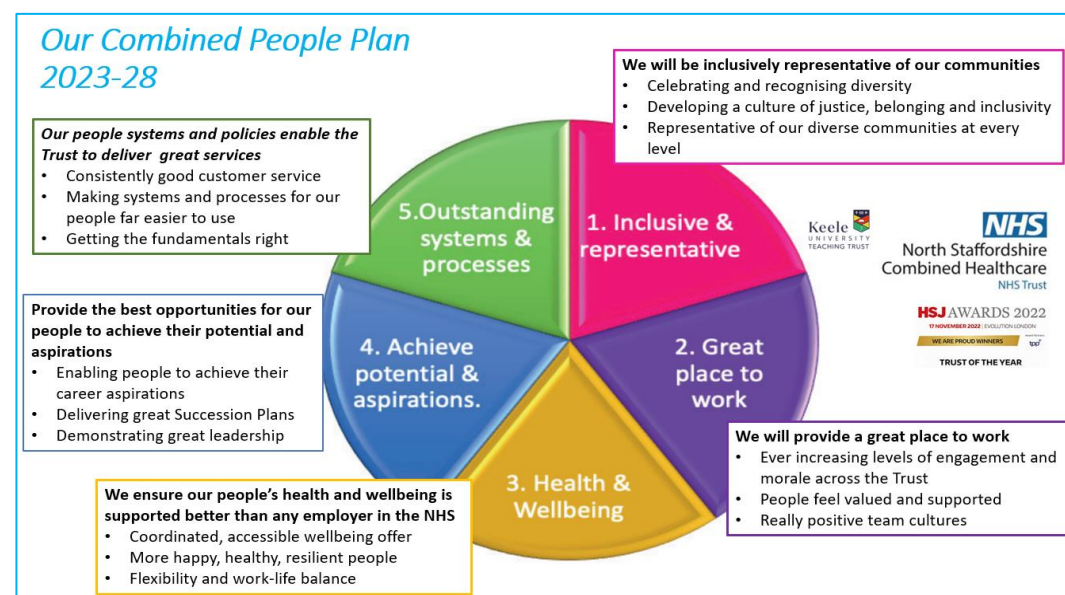 Our Combined People Plan
2023-28
We will be inclusively representative of our communities
• Celebrating and recognising diversity
• Developing a culture of justice, belonging and inclusivity
• Representative of our diverse communities at every
level
Our people systems and policies enable the
Trust to deliver great services
• Consistently good customer service
• Making systems and processes for our
people far easier to use
• Getting the fundamentals right
5.Outstanding
systems &
processes
1. Inclusive &
representative
Keele
UNIVERSITY
TEACHING TRUST
NHS
North Staffordshire
Combined Healthcare
NHS Trust
HSJ AWARDS 2022
17 NOVEMBER 2022 | EVOLUTION LONDON
WE ARE PROUD WINNERS
tpp
TRUST OF THE YEAR
Provide the best opportunities for our
people to achieve their potential and
aspirations
• Enabling people to achieve their
career aspirations
• Delivering great Succession Plans
• Demonstrating great leadership
4. Achieve
potential &
aspirations.
2. Great
place to
work
We will provide a great place to work
• Ever increasing levels of engagement and
morale across the Trust
• People feel valued and supported
• Really positive team cultures
3. Health &
Wellbeing
We ensure our people's health and wellbeing is
supported better than any employer in the NHS
• Coordinated, accessible wellbeing offer
• More happy, healthy, resilient people
• Flexibility and work-life balance